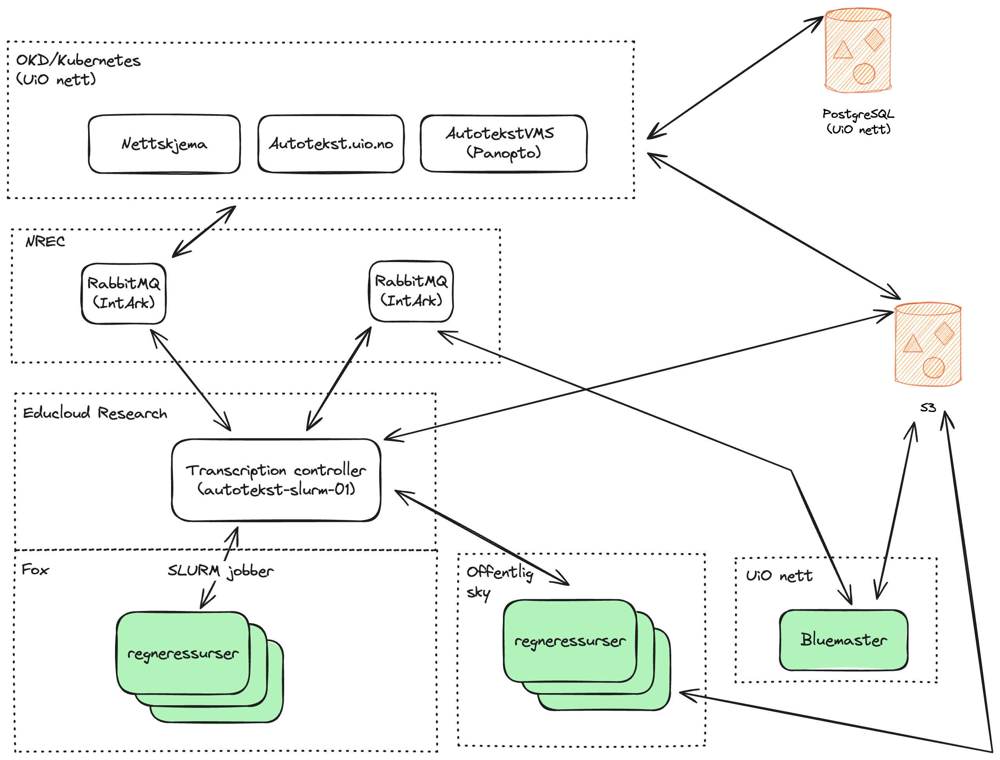 OKD/Kubernetes
(UiO nett)
Nettskjema
Autotekst.uio.no
AutotekstVMS
(Panopto)
PostgreSQL
(UiO nett)
NREC
RabbitMQ
(IntArk)
RabbitMQ
(IntArk)
S3
Educloud Research
Transcription controller
(autotekst-slurm-01)
Fox
SLURM jobber
regneressurser
Offentlig
sky
regneressurser
UiO nett
Bluemaster